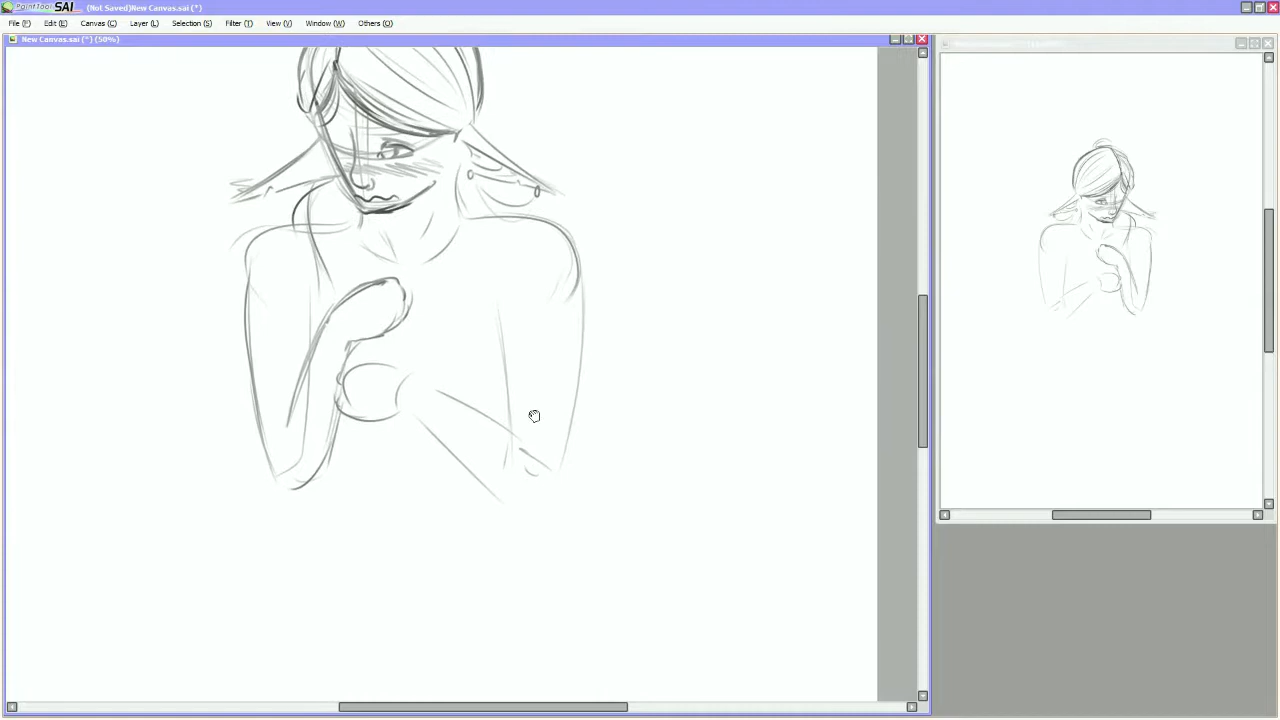 PaintTool SAI (Not Saved)New Canvas.sai (*)
File (F) Edit (E) Canvas (C) Layer (L) Selection (S) Filter (T) View (V) Window (W) Others (O)
New Canvas.sai (*) (50%)